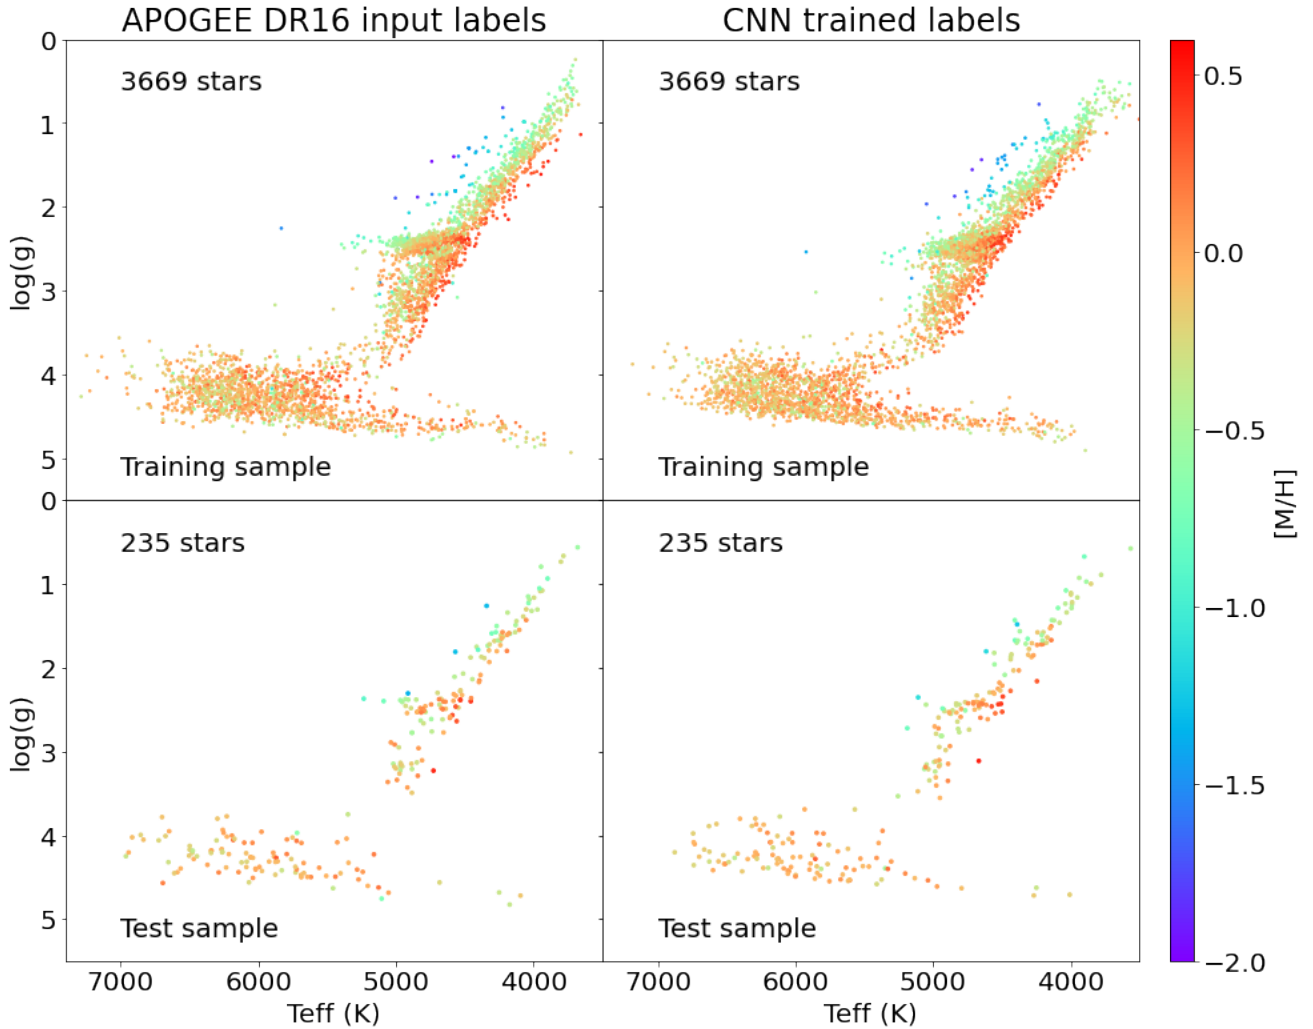 APOGEE DR16 input labels
CNN trained labels
0
1
2
3
4
5
log(g)
3669 stars
Training sample
3669 stars
Training sample
0
1
2
3
4
5
log(g)
235 stars
Test sample
235 stars
Test sample
7000
6000
5000
4000
Teff (K)
7000
6000
5000
4000
Teff (K)
0.5
0.0
−0.5
−1.0
−1.5
−2.0
[M/H]